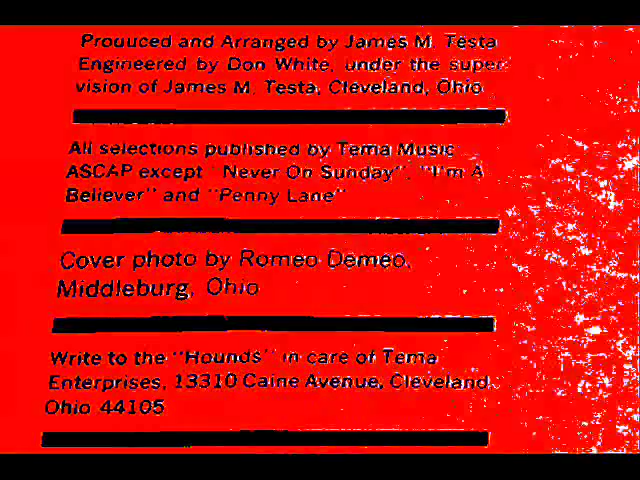 Produced and Arranged by James M. Testa
Engineered by Don White, under the super-
vision of James M. Testa, Cleveland, Ohio
All selections published by Tema Music
ASCAP except "Never On Sunday", "I'm A
Believer" and "Penny Lane"
Cover photo by Romeo Demeo,
Middleburg, Ohio
Write to the "Hounds" in care of Tema
Enterprises, 13310 Caine Avenue, Cleveland,
Ohio 44105